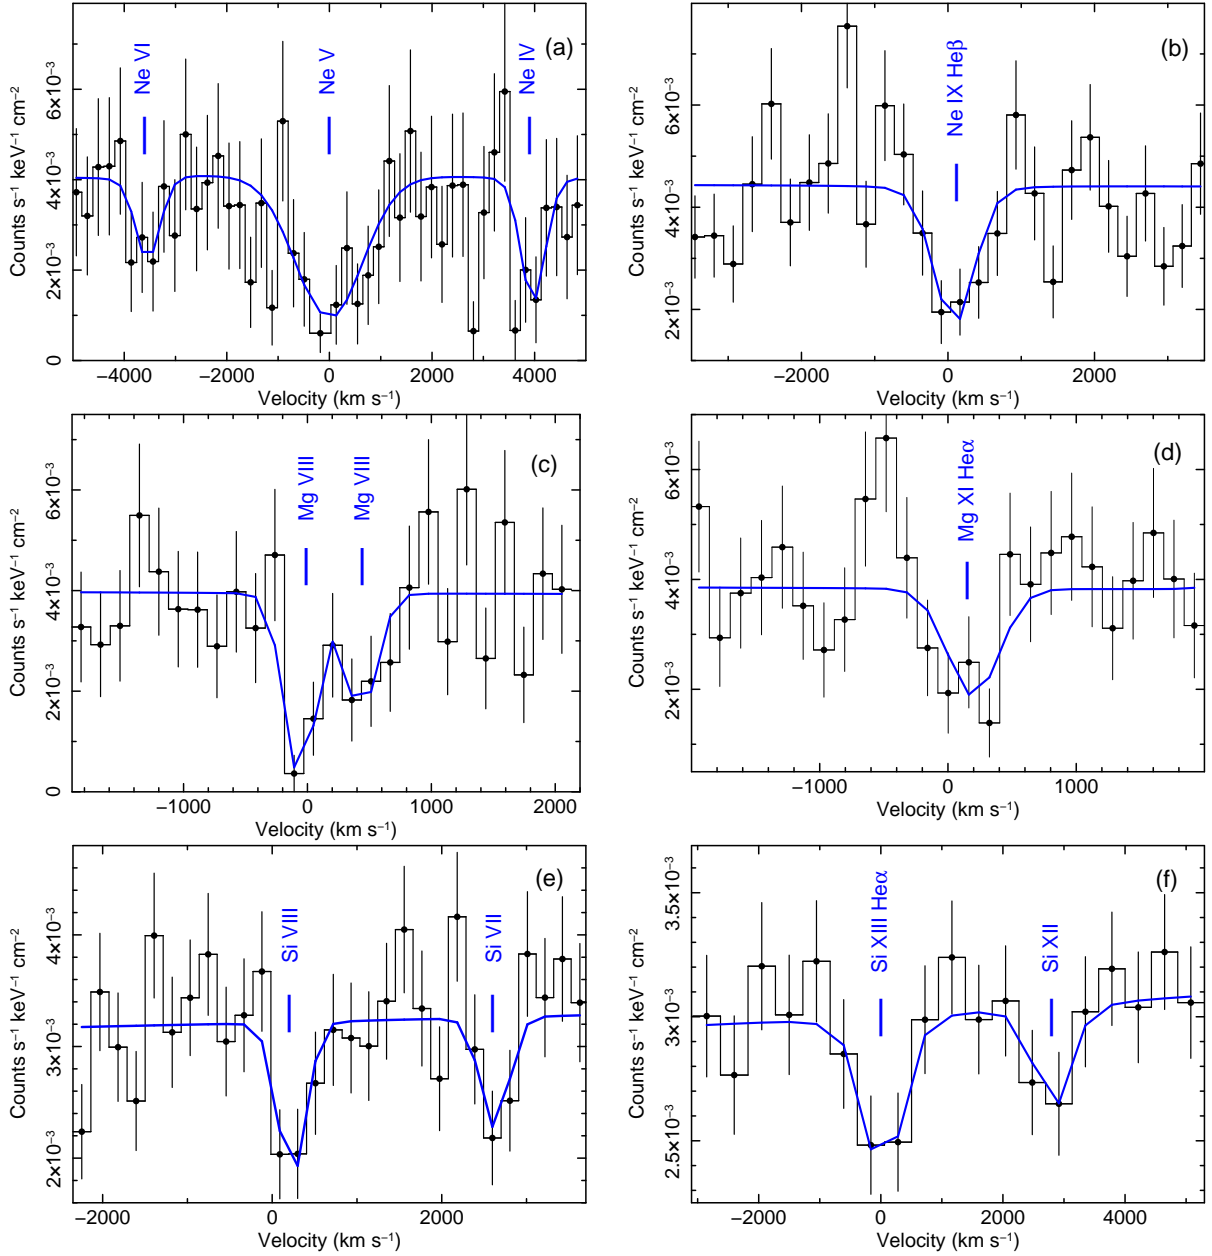 (a)
Ne VI
Ne V
Ne IV
Counts s−1 keV−1 cm−2
0
2×10−3
4×10−3
6×10−3
−4000
−2000
0
2000
4000
Velocity (km s−1)
(b)
Ne IX Heβ
Counts s−1 keV−1 cm−2
2×10−3
4×10−3
6×10−3
−2000
0
2000
Velocity (km s−1)
(c)
Mg VIII
Mg VIII
Counts s−1 keV−1 cm−2
0
2×10−3
4×10−3
6×10−3
−1000
0
1000
2000
Velocity (km s−1)
(d)
Mg XI Heα
Counts s−1 keV−1 cm−2
2×10−3
4×10−3
6×10−3
−1000
0
1000
Velocity (km s−1)
(e)
Si VIII
Si VII
Counts s−1 keV−1 cm−2
2×10−3
3×10−3
4×10−3
−2000
0
2000
Velocity (km s−1)
(f)
Si XIII Heα
Si XII
Counts s−1 keV−1 cm−2
2.5×10−3
3×10−3
3.5×10−3
−2000
0
2000
4000
Velocity (km s−1)